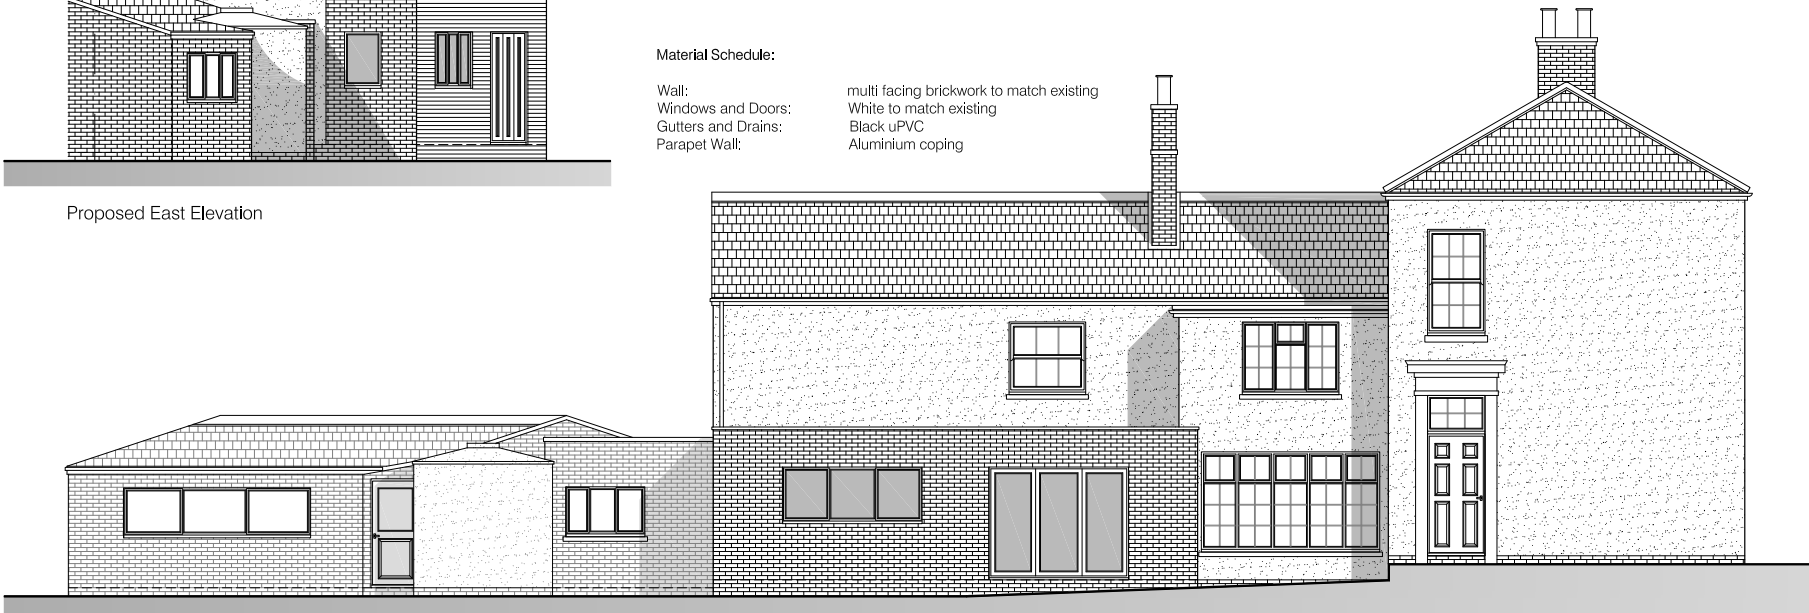 Material Schedule:
Wall: multi facing brickwork to match existing
Windows and Doors: White to match existing
Gutters and Drains: Black uPVC
Parapet Wall: Aluminium coping
Proposed East Elevation